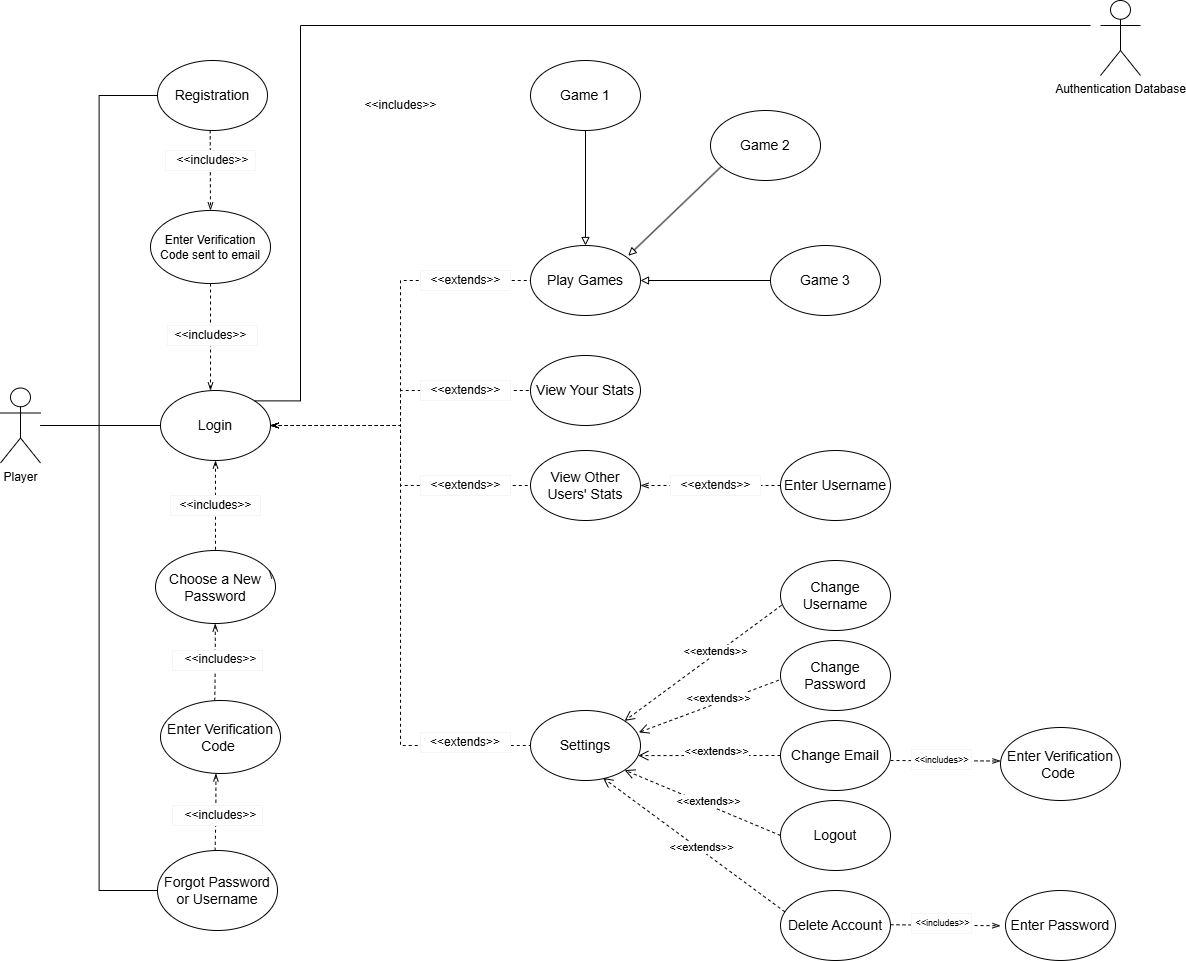 Authentication Database
Registration
<<includes>>
Game 1
Game 2
<<includes>>
Enter Verification
Code sent to email
<<extends>>
Play Games
Game 3
<<includes>>
<<extends>>
View Your Stats
Player
Login
<<extends>>
View Other
Users' Stats
<<extends>>
Enter Username
<<includes>>
Choose a New
Password
Change
Username
<<includes>>
<<extends>>
Change
Password
<<extends>>
Enter Verification
Code
<<extends>>
Settings
<<extends>>
Change Email
<<includes>>
Enter Verification
Code
<<includes>>
<<extends>>
Logout
<<extends>>
Forgot Password
or Username
Delete Account
<<includes>>
Enter Password